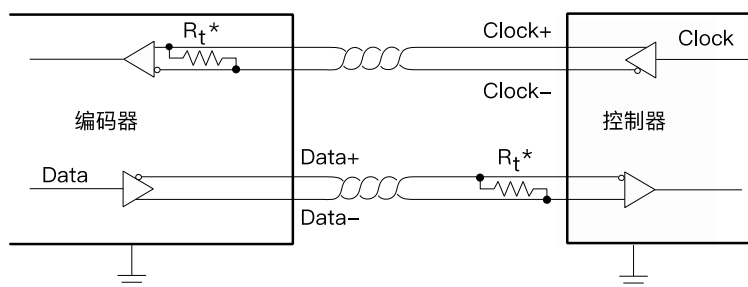 Rt*
Clock+
Clock
Clock-
编码器
控制器
Data
Data+
Rt*
Data-